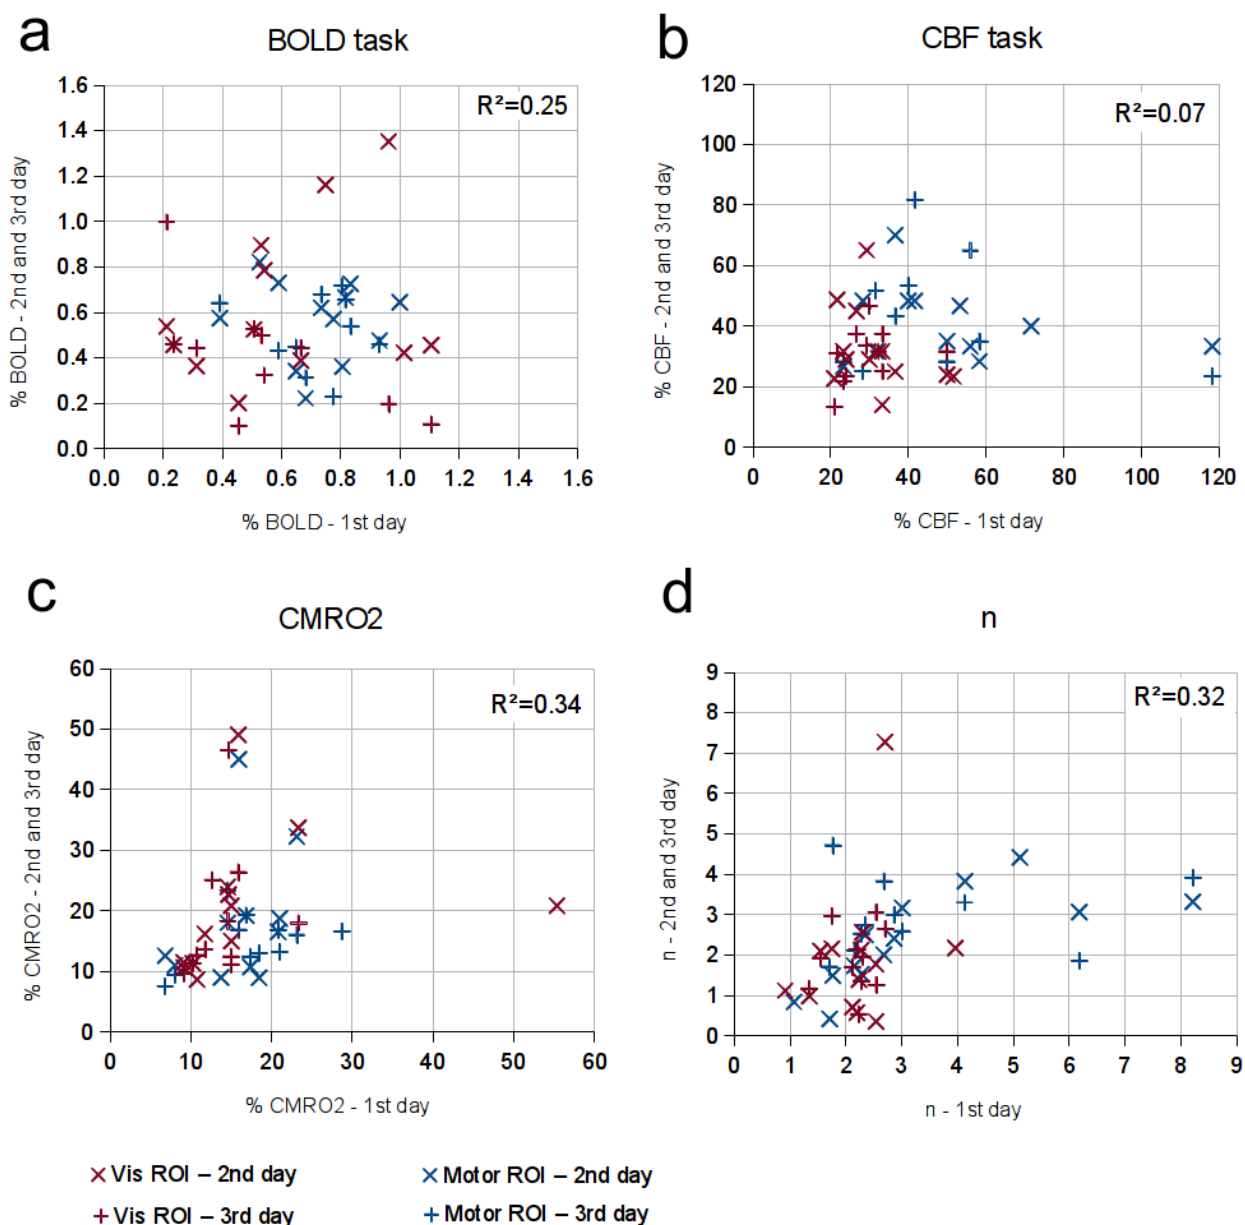 a
BOLD task
R²=0.25
1.6
1.4
1.2
1.0
0.8
0.6
0.4
0.2
0.0
0.0 0.2 0.4 0.6 0.8 1.0 1.2 1.4 1.6
% BOLD - 2nd and 3rd day
% BOLD - 1st day
b
CBF task
R²=0.07
120
100
80
60
40
20
0
0 20 40 60 80 100 120
% CBF - 2nd and 3rd day
% CBF - 1st day
c
CMRO2
R²=0.34
60
50
40
30
20
10
0
0 10 20 30 40 50 60
% CMRO2 - 2nd and 3rd day
% CMRO2 - 1st day
d
n
R²=0.32
9
8
7
6
5
4
3
2
1
0
0 1 2 3 4 5 6 7 8 9
n - 2nd and 3rd day
n - 1st day
Vis ROI – 2nd day
Motor ROI – 2nd day
Vis ROI – 3rd day
Motor ROI – 3rd day